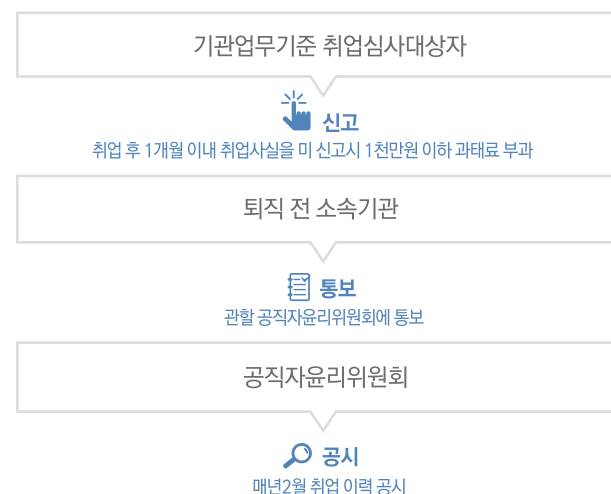 기관업무기준 취업심사대상자
신고
취업 후 1개월 이내 취업사실을 미 신고시 1천만원 이하 과태료 부과
퇴직 전 소속기관
통보
관할 공직자윤리위원회에 통보
공직자윤리위원회
공시
매년2월 취업 이력 공시